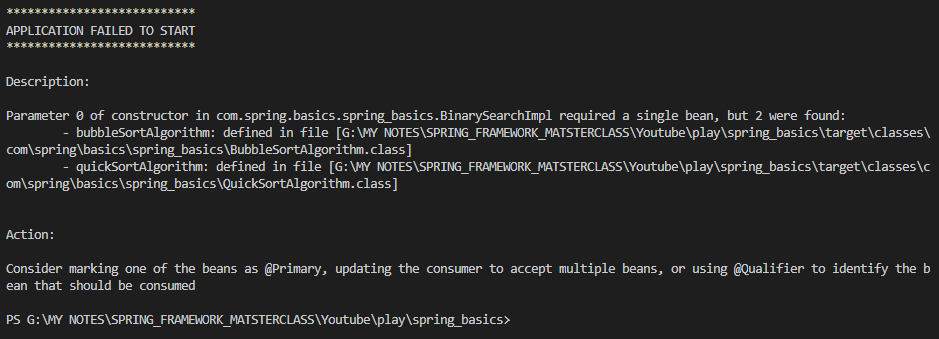 ***************************
APPLICATION FAILED TO START
***************************
Description:
Parameter 0 of constructor in com.spring.basics.spring_basics.BinarySearchImpl required a single bean, but 2 were found:
- bubbleSortAlgorithm: defined in file [G:\MY NOTES\SPRING_FRAMEWORK_MATSTERCLASS\Youtube\play\spring_basics\target\classes\
com\spring\basics\spring_basics\BubbleSortAlgorithm.class]
- quickSortAlgorithm: defined in file [G:\MY NOTES\SPRING_FRAMEWORK_MATSTERCLASS\Youtube\play\spring_basics\target\classes\c
om\spring\basics\spring_basics\QuickSortAlgorithm.class]
Action:
Consider marking one of the beans as @Primary, updating the consumer to accept multiple beans, or using @Qualifier to identify the b
ean that should be consumed
PS G:\MY NOTES\SPRING_FRAMEWORK_MATSTERCLASS\Youtube\play\spring_basics>